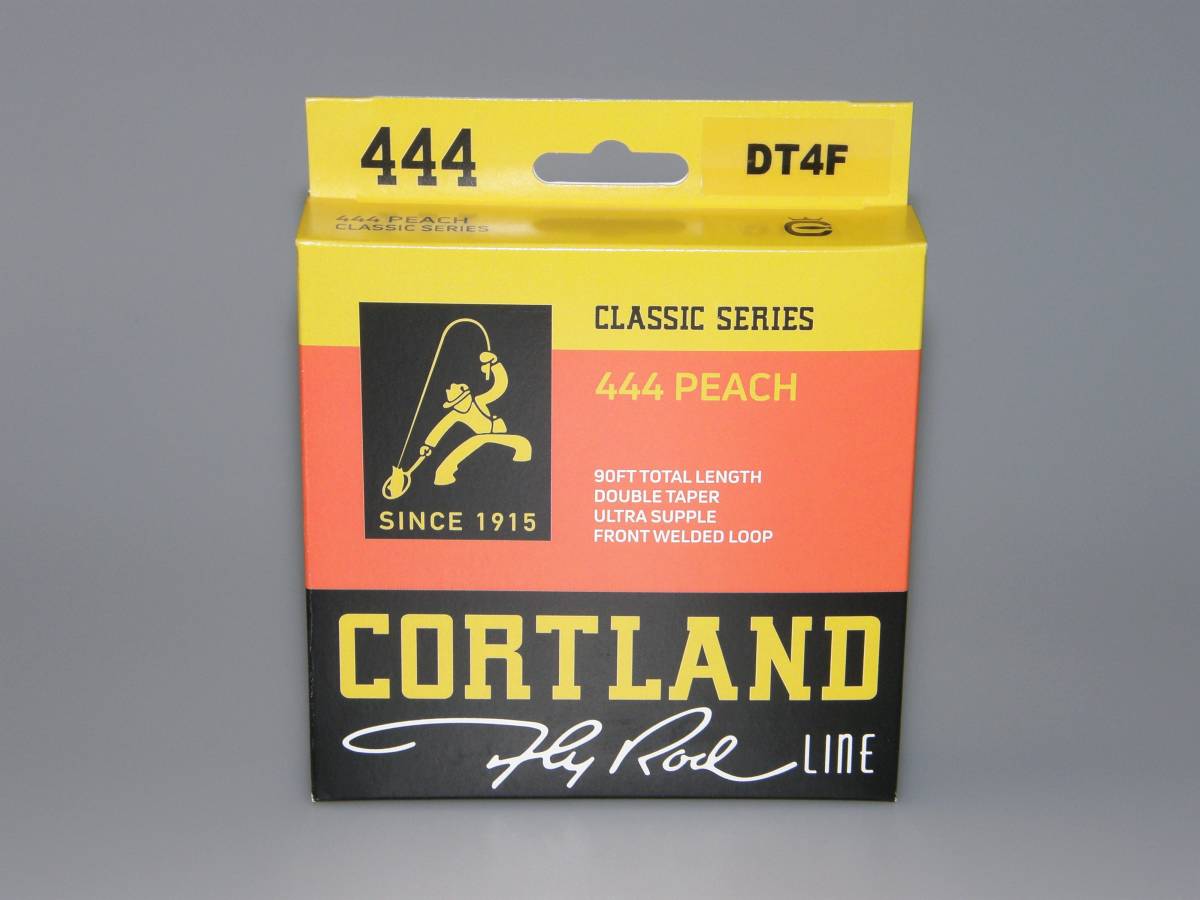 444
DT4F
444 PEACH
CLASSIC SERIES
CLASSIC SERIES
444 PEACH
90FT TOTAL LENGTH
DOUBLE TAPER
ULTRA SUPPLE
FRONT WELDED LOOP
SINCE 1915
CORTLAND
Fly Rod LINE